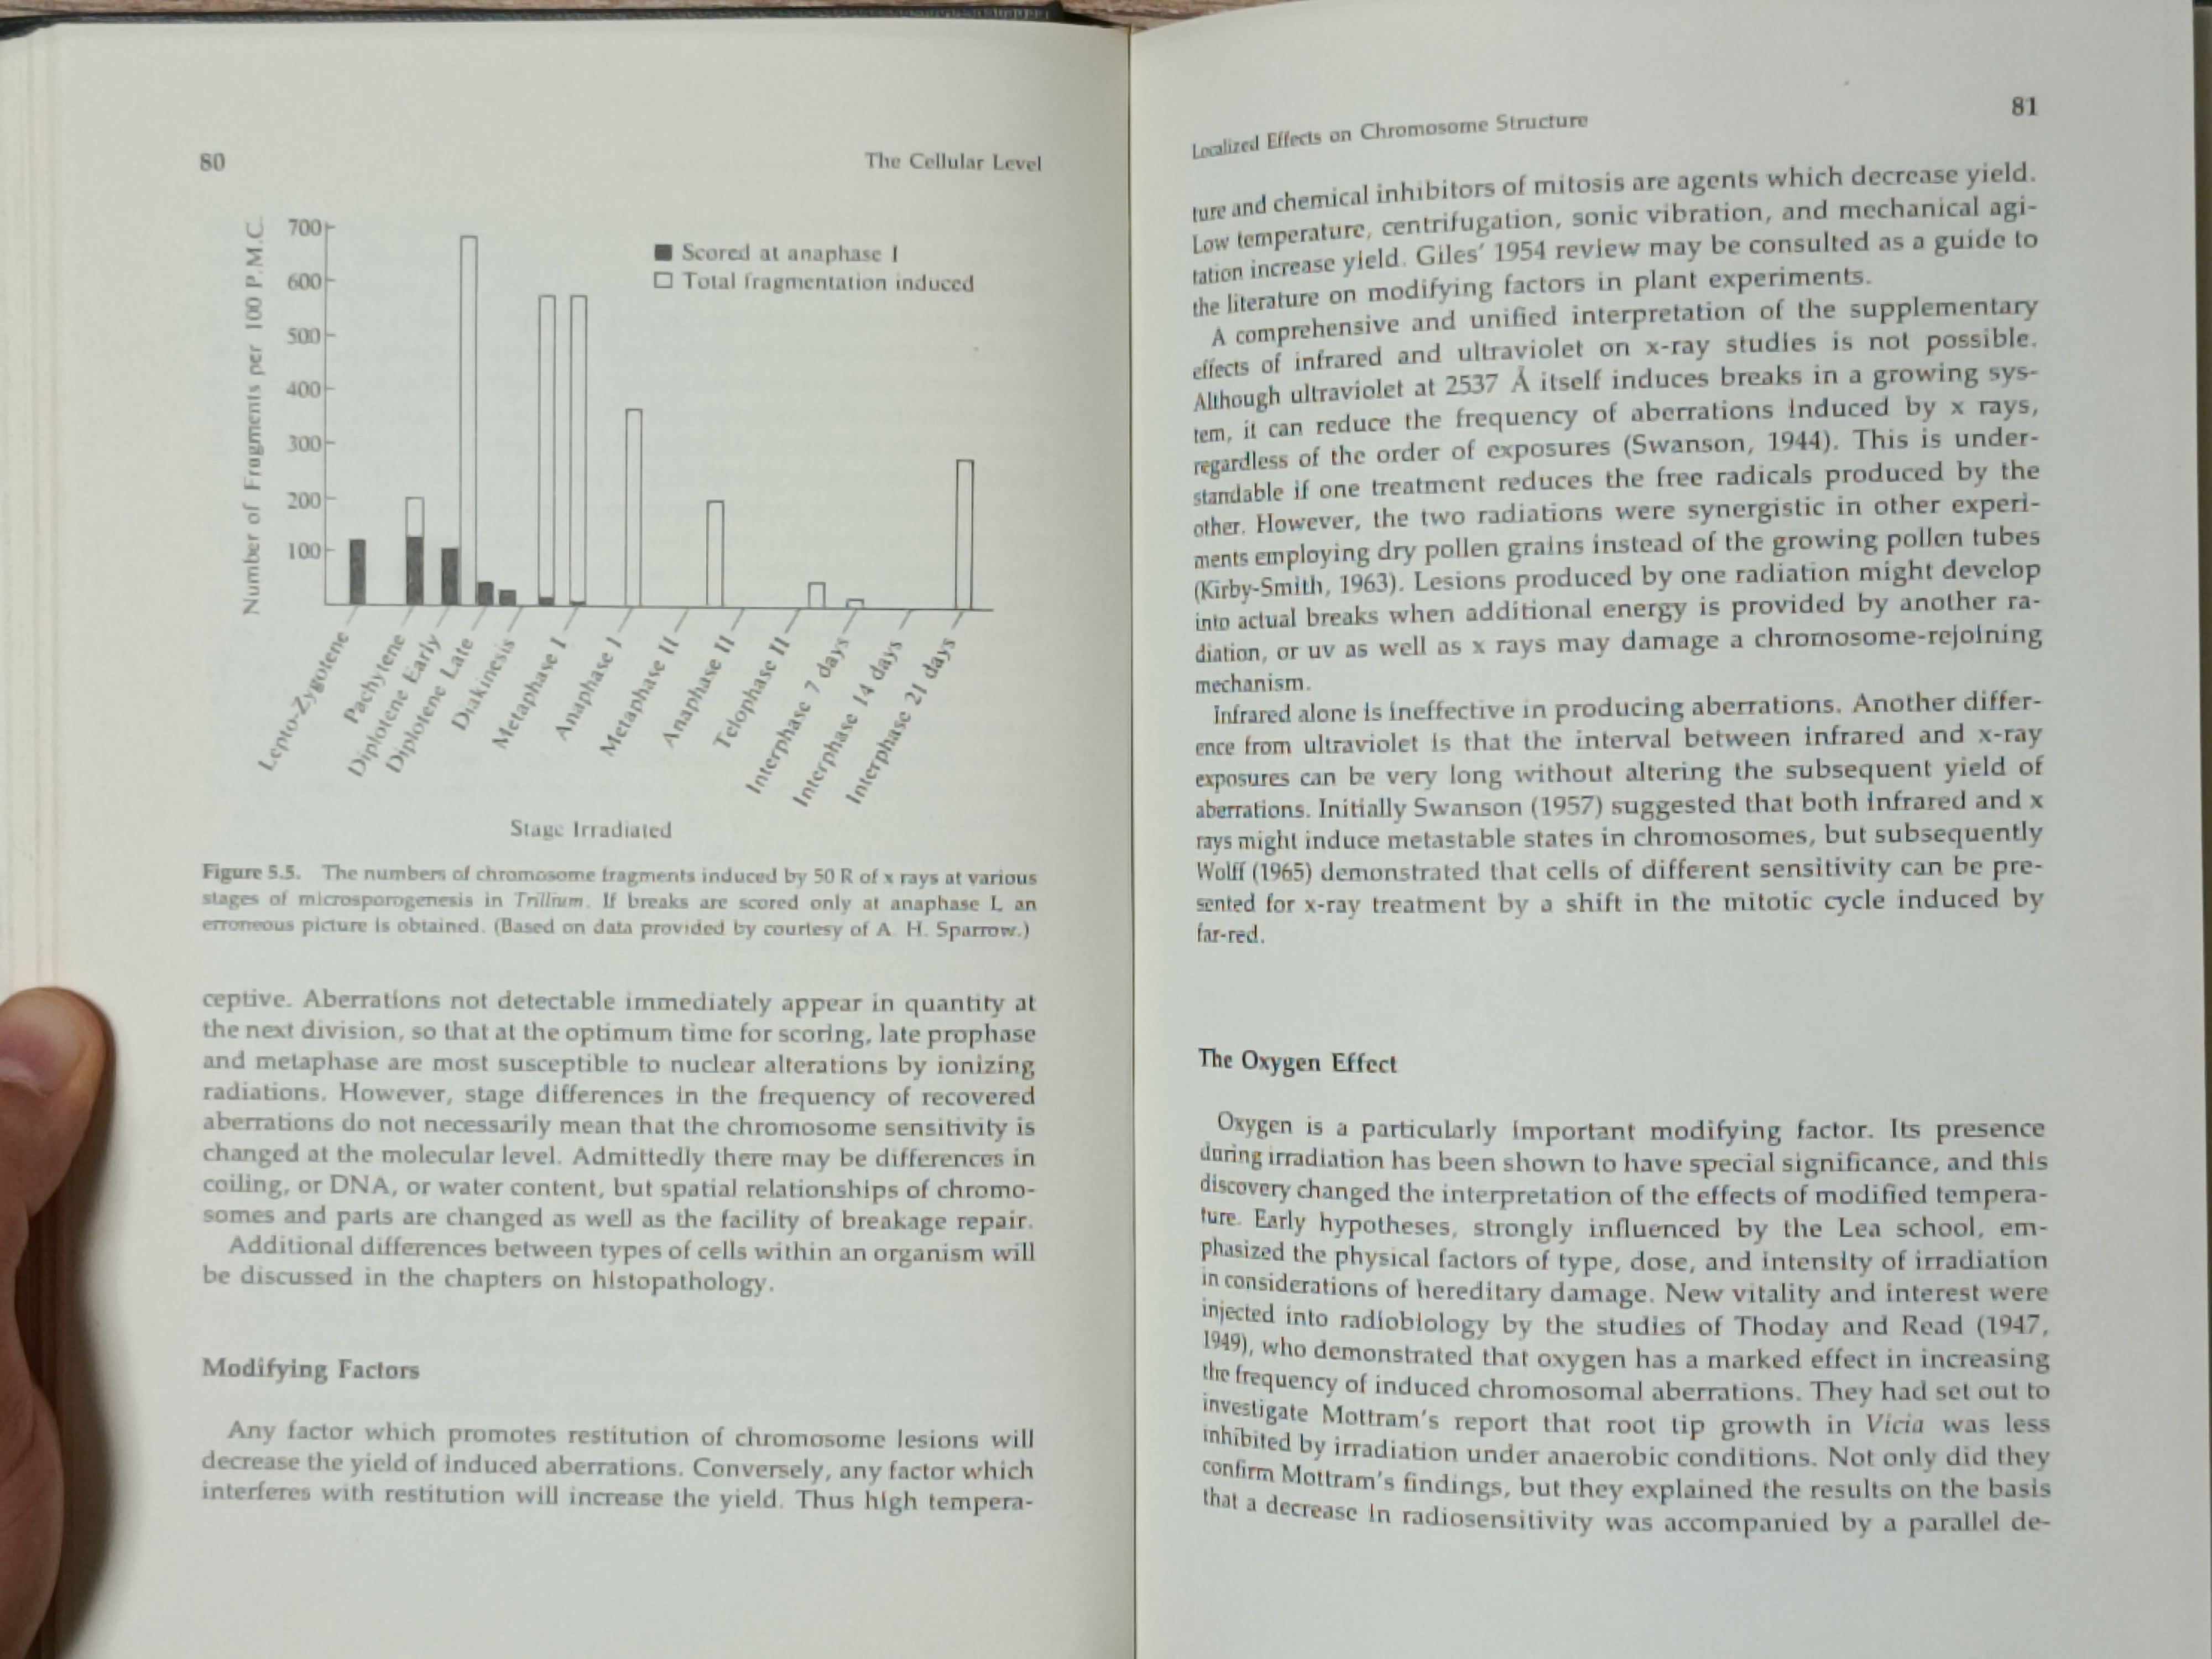 80
The Cellular Level
Number of Fragments per 100 P.M.C.
700
600
500
400
300
200
100
Scored at anaphase I
Total fragmentation induced
Lepto-Zygotene
Pachytene
Diplotene Early
Diplotene Late
Diakinesis
Metaphase I
Anaphase I
Metaphase II
Anaphase II
Telophase II
Interphase 7 days
Interphase 14 days
Interphase 21 days
Stage Irradiated
Figure 5.5. The numbers of chromosome fragments induced by 50 R of x rays at various
stages of microsporogenesis in Trillium. If breaks are scored only at anaphase I, an
erroneous picture is obtained. (Based on data provided by courtesy of A. H. Sparrow.)
ceptive. Aberrations not detectable immediately appear in quantity at
the next division, so that at the optimum time for scoring, late prophase
and metaphase are most susceptible to nuclear alterations by ionizing
radiations. However, stage differences in the frequency of recovered
aberrations do not necessarily mean that the chromosome sensitivity is
changed at the molecular level. Admittedly there may be differences in
coiling, or DNA, or water content, but spatial relationships of chromo-
somes and parts are changed as well as the facility of breakage repair.
Additional differences between types of cells within an organism will
be discussed in the chapters on histopathology.
Modifying Factors
Any factor which promotes restitution of chromosome lesions will
decrease the yield of induced aberrations. Conversely, any factor which
interferes with restitution will increase the yield. Thus high tempera-
Localized Effects on Chromosome Structure
81
ture and chemical inhibitors of mitosis are agents which decrease yield.
Low temperature, centrifugation, sonic vibration, and mechanical agi-
tation increase yield. Giles' 1954 review may be consulted as a guide to
the literature on modifying factors in plant experiments.
A comprehensive and unified interpretation of the supplementary
effects of infrared and ultraviolet on x-ray studies is not possible.
Although ultraviolet at 2537 Å itself induces breaks in a growing sys-
tem, it can reduce the frequency of aberrations induced by x rays,
regardless of the order of exposures (Swanson, 1944). This is under-
standable if one treatment reduces the free radicals produced by the
other. However, the two radiations were synergistic in other experi-
ments employing dry pollen grains instead of the growing pollen tubes
(Kirby-Smith, 1963). Lesions produced by one radiation might develop
into actual breaks when additional energy is provided by another ra-
diation, or uv as well as x rays may damage a chromosome-rejoining
mechanism.
Infrared alone is ineffective in producing aberrations. Another differ-
ence from ultraviolet is that the interval between infrared and x-ray
exposures can be very long without altering the subsequent yield of
aberrations. Initially Swanson (1957) suggested that both infrared and x
rays might induce metastable states in chromosomes, but subsequently
Wolff (1965) demonstrated that cells of different sensitivity can be pre-
sented for x-ray treatment by a shift in the mitotic cycle induced by
far-red.
The Oxygen Effect
Oxygen is a particularly important modifying factor. Its presence
during irradiation has been shown to have special significance, and this
discovery changed the interpretation of the effects of modified tempera-
ture. Early hypotheses, strongly influenced by the Lea school, em-
phasized the physical factors of type, dose, and intensity of irradiation
in considerations of hereditary damage. New vitality and interest were
injected into radiobiology by the studies of Thoday and Read (1947,
1949), who demonstrated that oxygen has a marked effect in increasing
the frequency of induced chromosomal aberrations. They had set out to
investigate Mottram's report that root tip growth in Vicia was less
inhibited by irradiation under anaerobic conditions. Not only did they
confirm Mottram's findings, but they explained the results on the basis
that a decrease in radiosensitivity was accompanied by a parallel de-